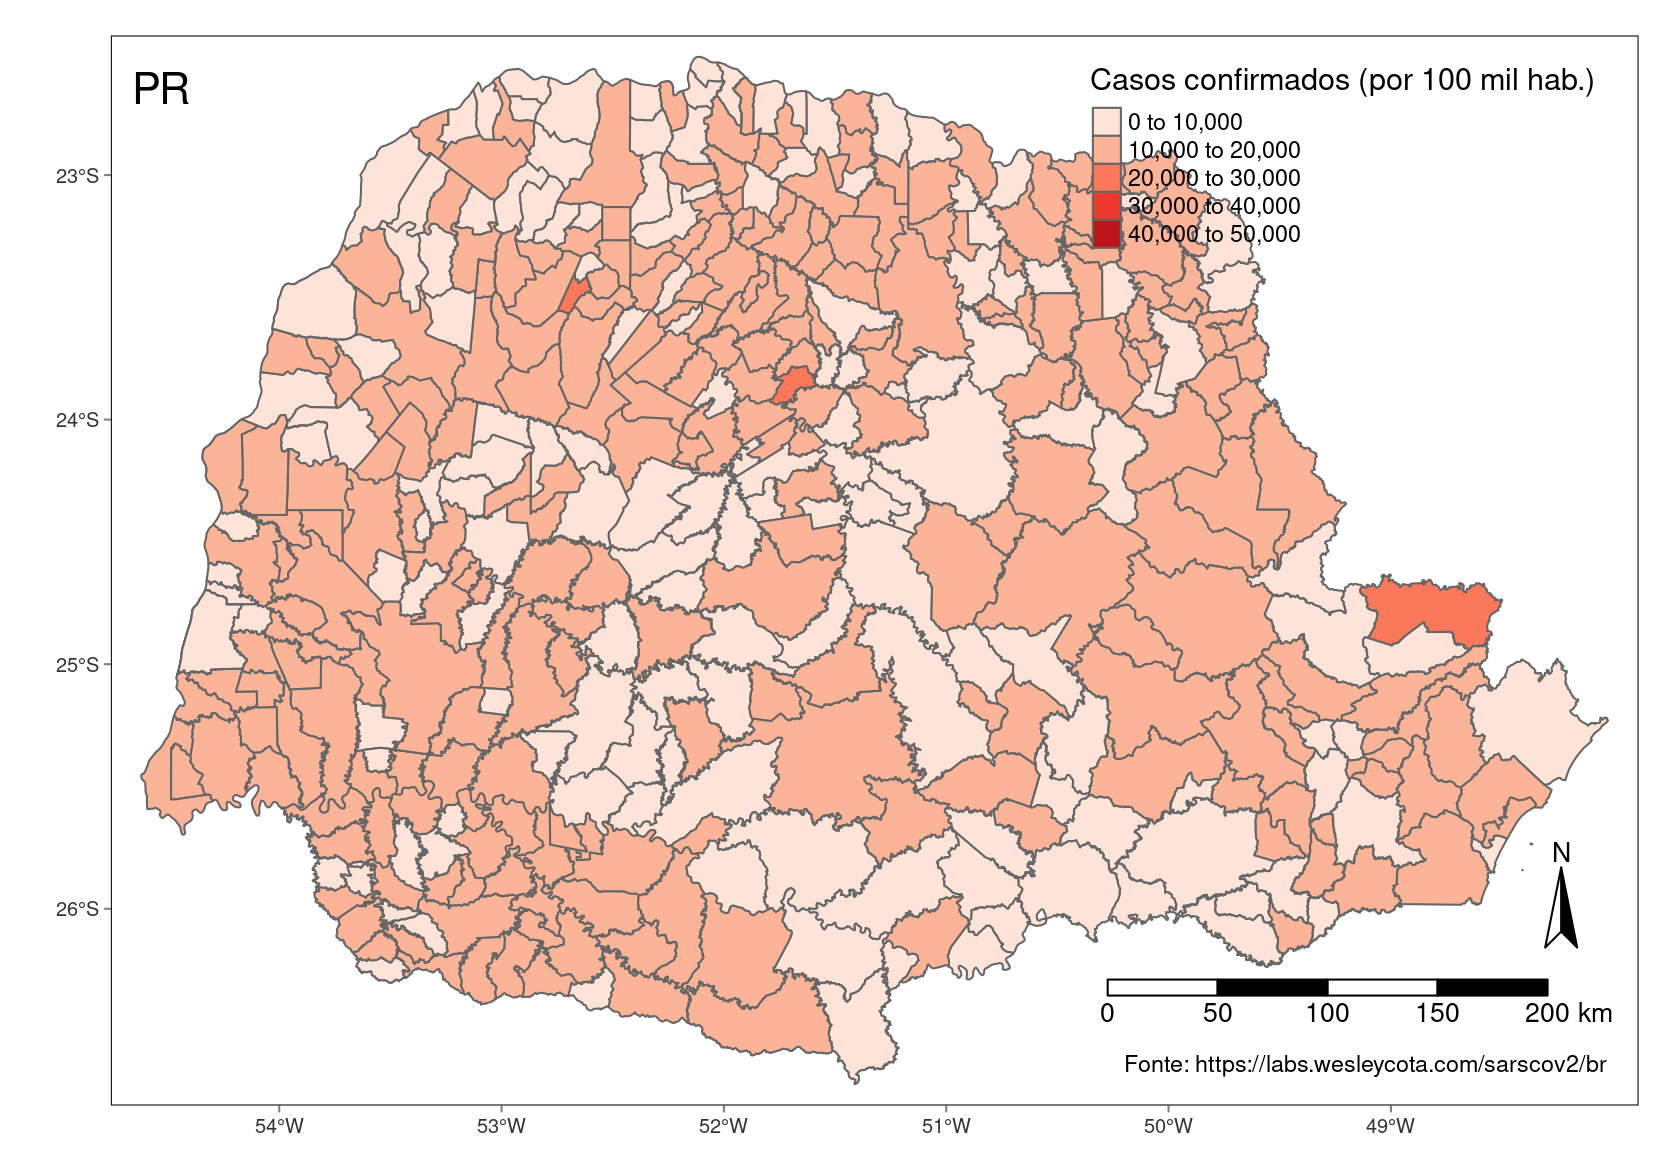 PR
Casos confirmados (por 100 mil hab.)
0 to 10,000
10,000 to 20,000
20,000 to 30,000
30,000 to 40,000
40,000 to 50,000
23°S
24°S
25°S
26°S
N
0 50 100 150 200 km
Fonte: https://labs.wesleycota.com/sarscov2/br
54°W 53°W 52°W 51°W 50°W 49°W